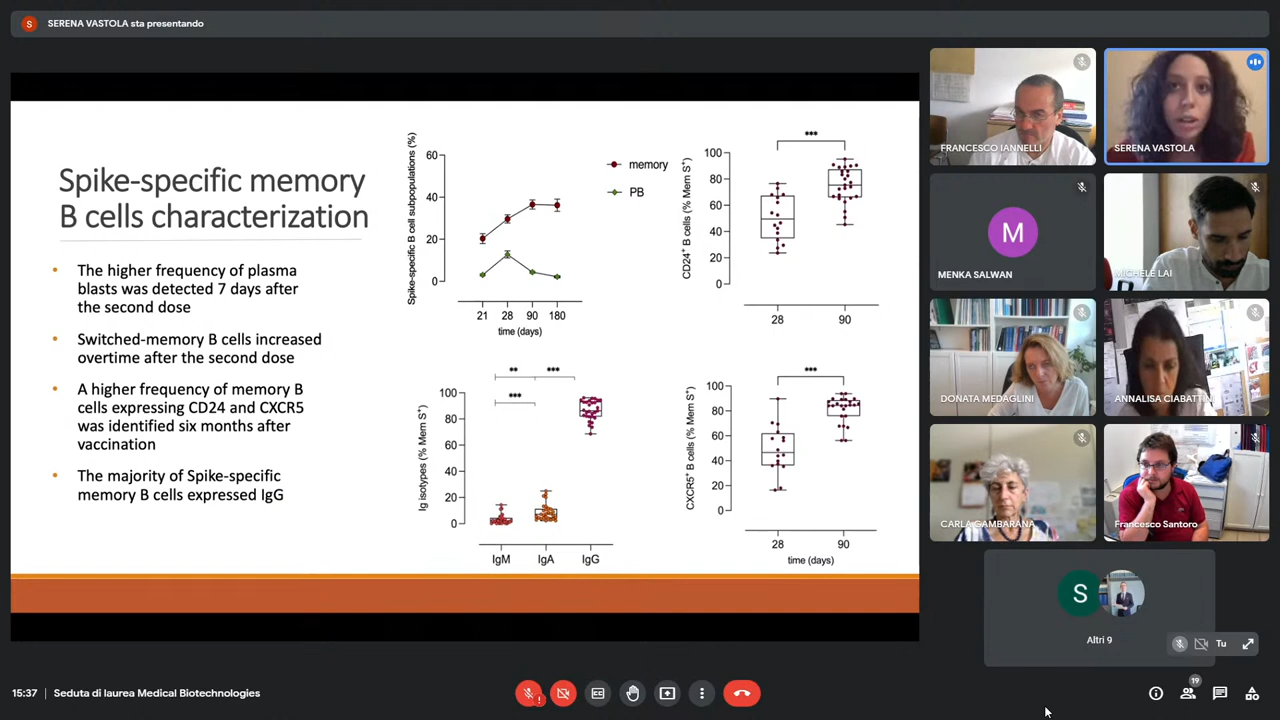 S SERENA VASTOLA sta presentando
Spike-specific memory
B cells characterization
• The higher frequency of plasma
blasts was detected 7 days after
the second dose
• Switched-memory B cells increased
overtime after the second dose
• A higher frequency of memory B
cells expressing CD24 and CXCR5
was identified six months after
vaccination
• The majority of Spike-specific
memory B cells expressed IgG
Spike-specific B cell subpopulations (%)
60
40
20
0
21 28 90 180
time (days)
memory
PB
CD24⁺ B cells (% Mem S⁺)
100
80
60
40
20
0
***
28 90
Ig isotypes (% Mem S⁺)
100
80
60
40
20
0
** ***
***
IgM IgA IgG
CXCR5⁺ B cells (% Mem S⁺)
100
80
60
40
20
0
***
28 90
time (days)
FRANCESCO IANNELLI
SERENA VASTOLA
M
MENKA SALWAN
MICHELE LAI
DONATA MEDAGLINI
ANNALISA CIABATTINI
CARLA GAMBARANA
Francesco Santoro
S
Altri 9
Tu
15:37 Seduta di laurea Medical Biotechnologies
19